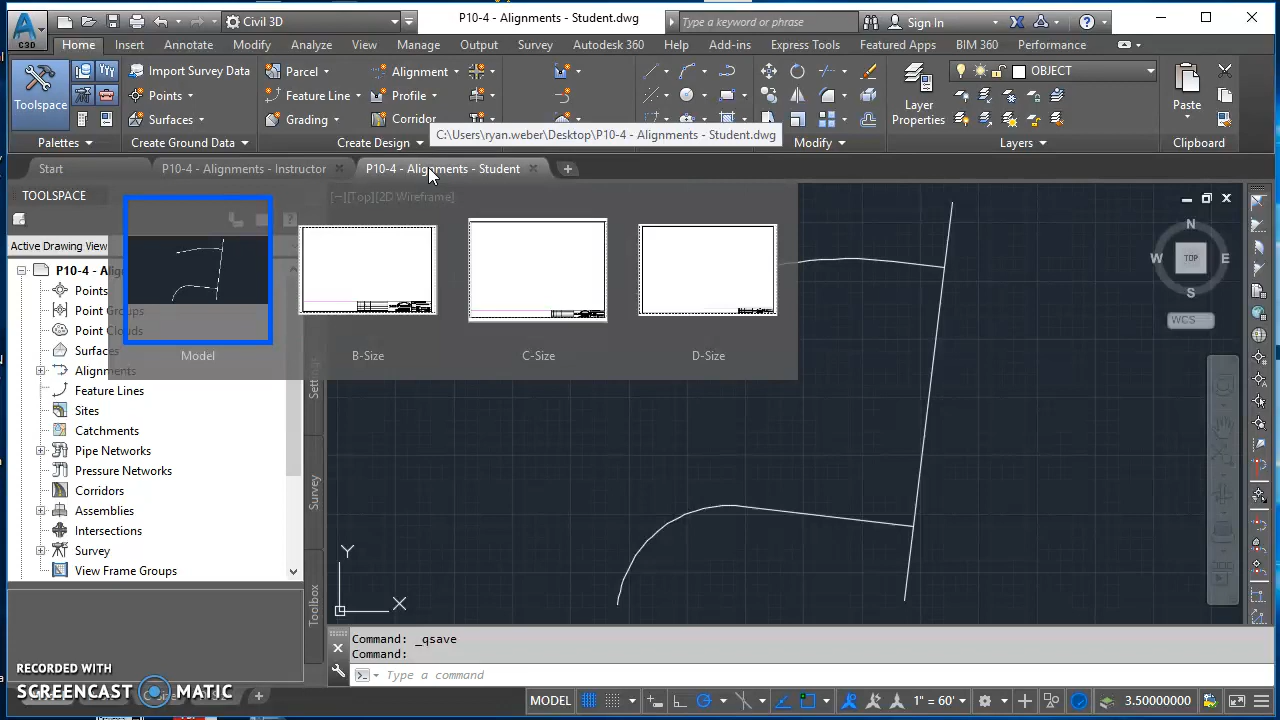 Civil 3D
P10-4 - Alignments - Student.dwg
Type a keyword or phrase
Sign In
C3D
Home Insert Annotate Modify Analyze View Manage Output Survey Autodesk 360 Help Add-ins Express Tools Featured Apps BIM 360 Performance
Toolspace
Import Survey Data
Points
Surfaces
Parcel
Feature Line
Grading
Alignment
Profile
Corridor
Layer Properties
OBJECT
Paste
C:\Users\ryan.weber\Desktop\P10-4 - Alignments - Student.dwg
Palettes Create Ground Data Create Design Modify Layers Clipboard
Start P10-4 - Alignments - Instructor P10-4 - Alignments - Student
TOOLSPACE
[−][Top][2D Wireframe]
Active Drawing View
P10-4 - Alig
Points
Point Groups
Point Clouds
Surfaces
Alignments
Feature Lines
Sites
Catchments
Pipe Networks
Pressure Networks
Corridors
Assemblies
Intersections
Survey
View Frame Groups
Model B-Size C-Size D-Size
Settings
Survey
Toolbox
N
W TOP E
S
WCS
Y
X
Command: _qsave
Command:
Type a command
RECORDED WITH
SCREENCAST MATIC
MODEL 1" = 60' 3.50000000